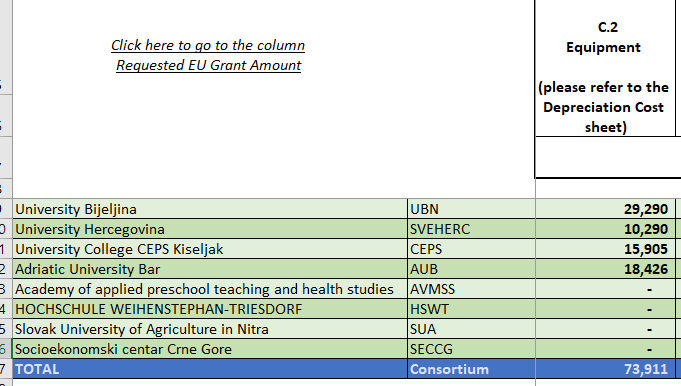 C.2
Equipment
Click here to go to the column
Requested EU Grant Amount
(please refer to the
Depreciation Cost
sheet)
University Bijeljina UBN 29,290
University Hercegovina SVEHERC 10,290
University College CEPS Kiseljak CEPS 15,905
Adriatic University Bar AUB 18,426
Academy of applied preschool teaching and health studies AVMSS -
HOCHSCHULE WEIHENSTEPHAN-TRIESDORF HSWT -
Slovak University of Agriculture in Nitra SUA -
Socioekonomski centar Crne Gore SECCG -
TOTAL Consortium 73,911